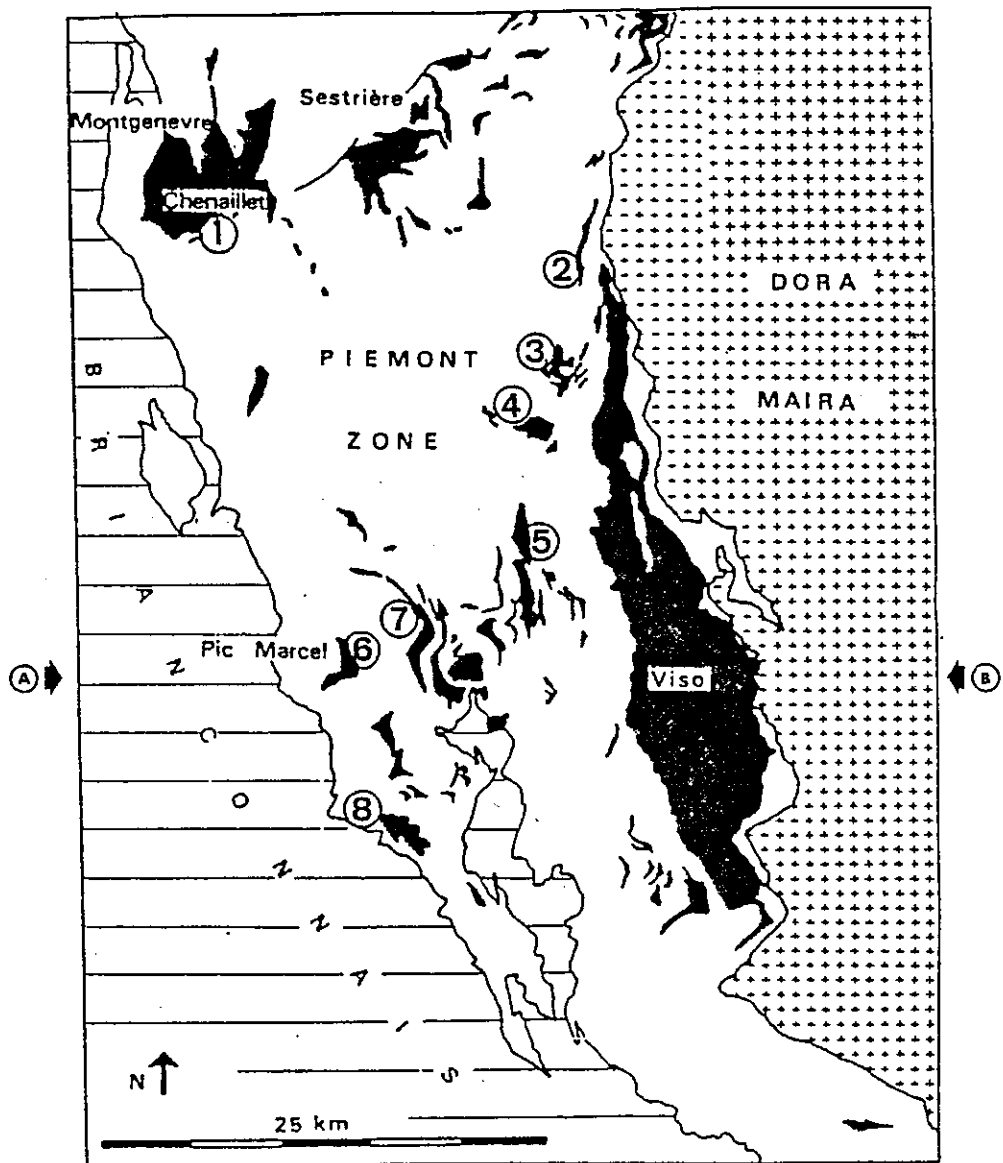 Sestrière
Montgenevre
Chenaillet
1
2
DORA
PIEMONT
3
MAIRA
4
ZONE
5
7
Pic Marcel
6
Viso
A
B
8
BRIANCONNAIS
N
25 km